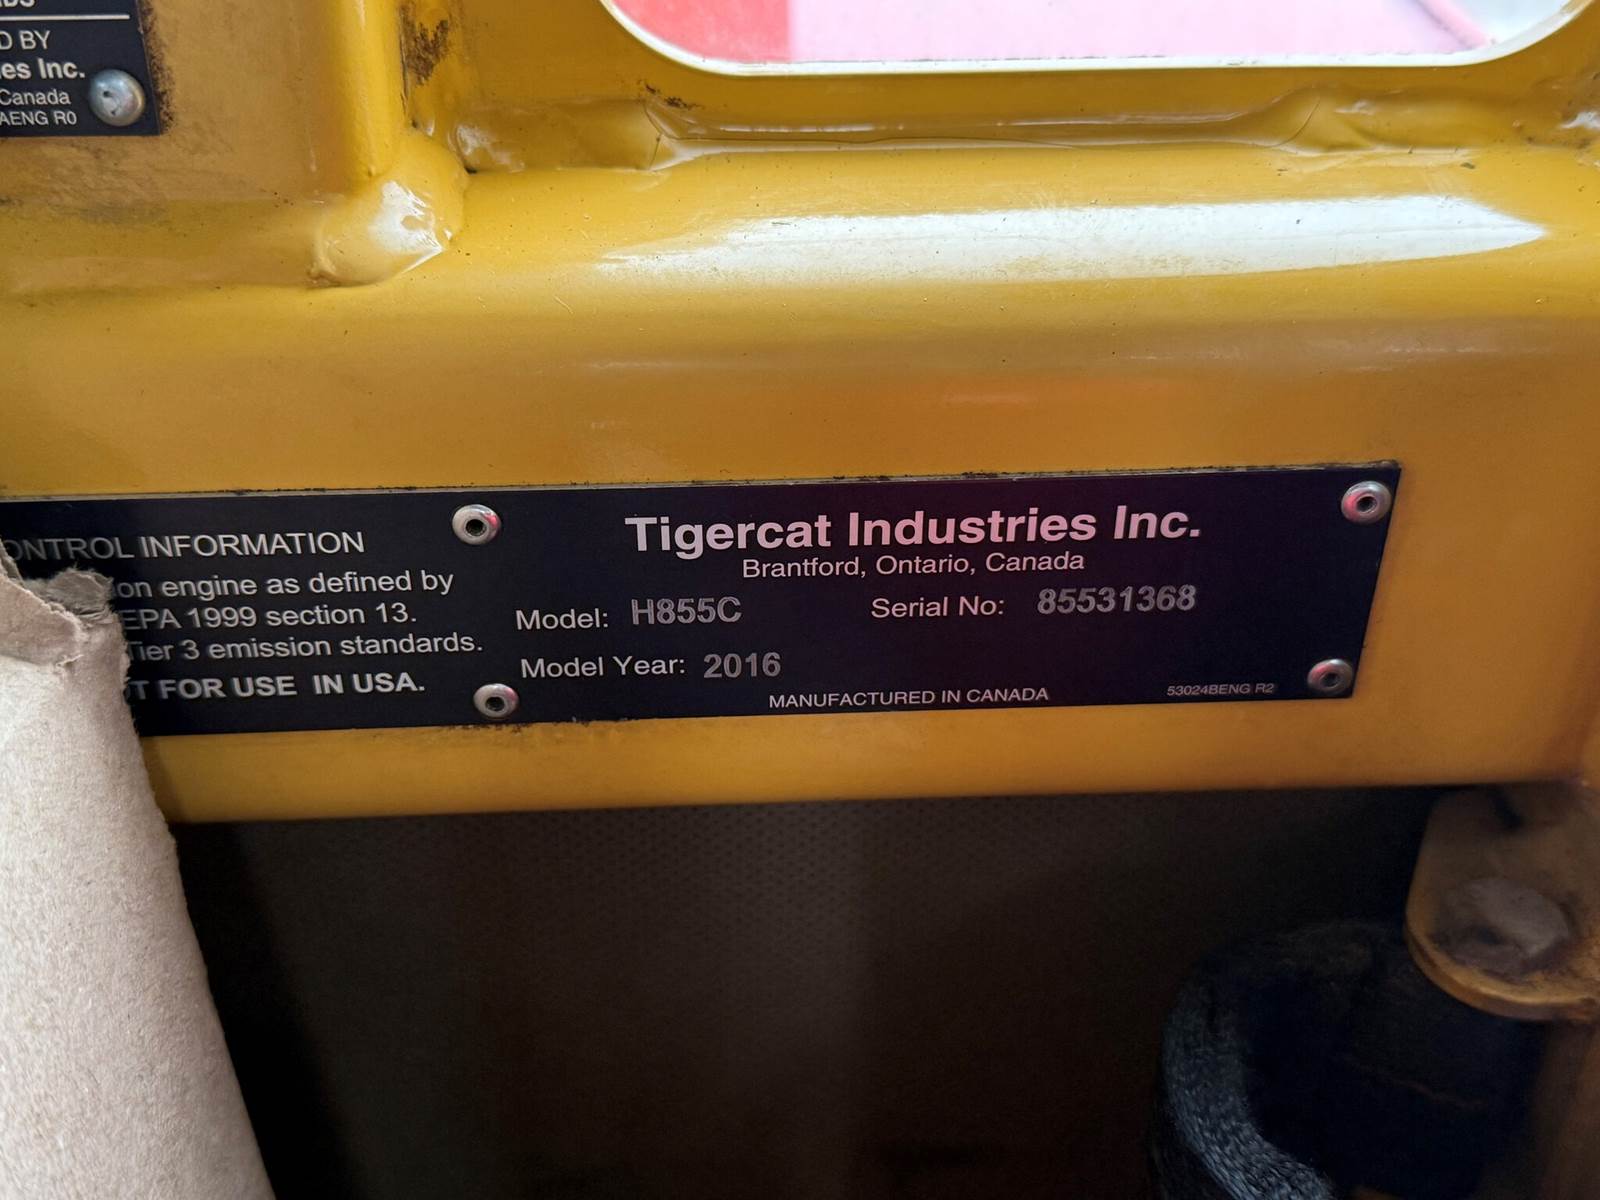 D BY
es Inc.
Canada
AENG R0
ONTROL INFORMATION
on engine as defined by
EPA 1999 section 13.
Tier 3 emission standards.
T FOR USE IN USA.
Tigercat Industries Inc.
Brantford, Ontario, Canada
Model: H855C Serial No: 85531368
Model Year: 2016
MANUFACTURED IN CANADA
53024BENG R2